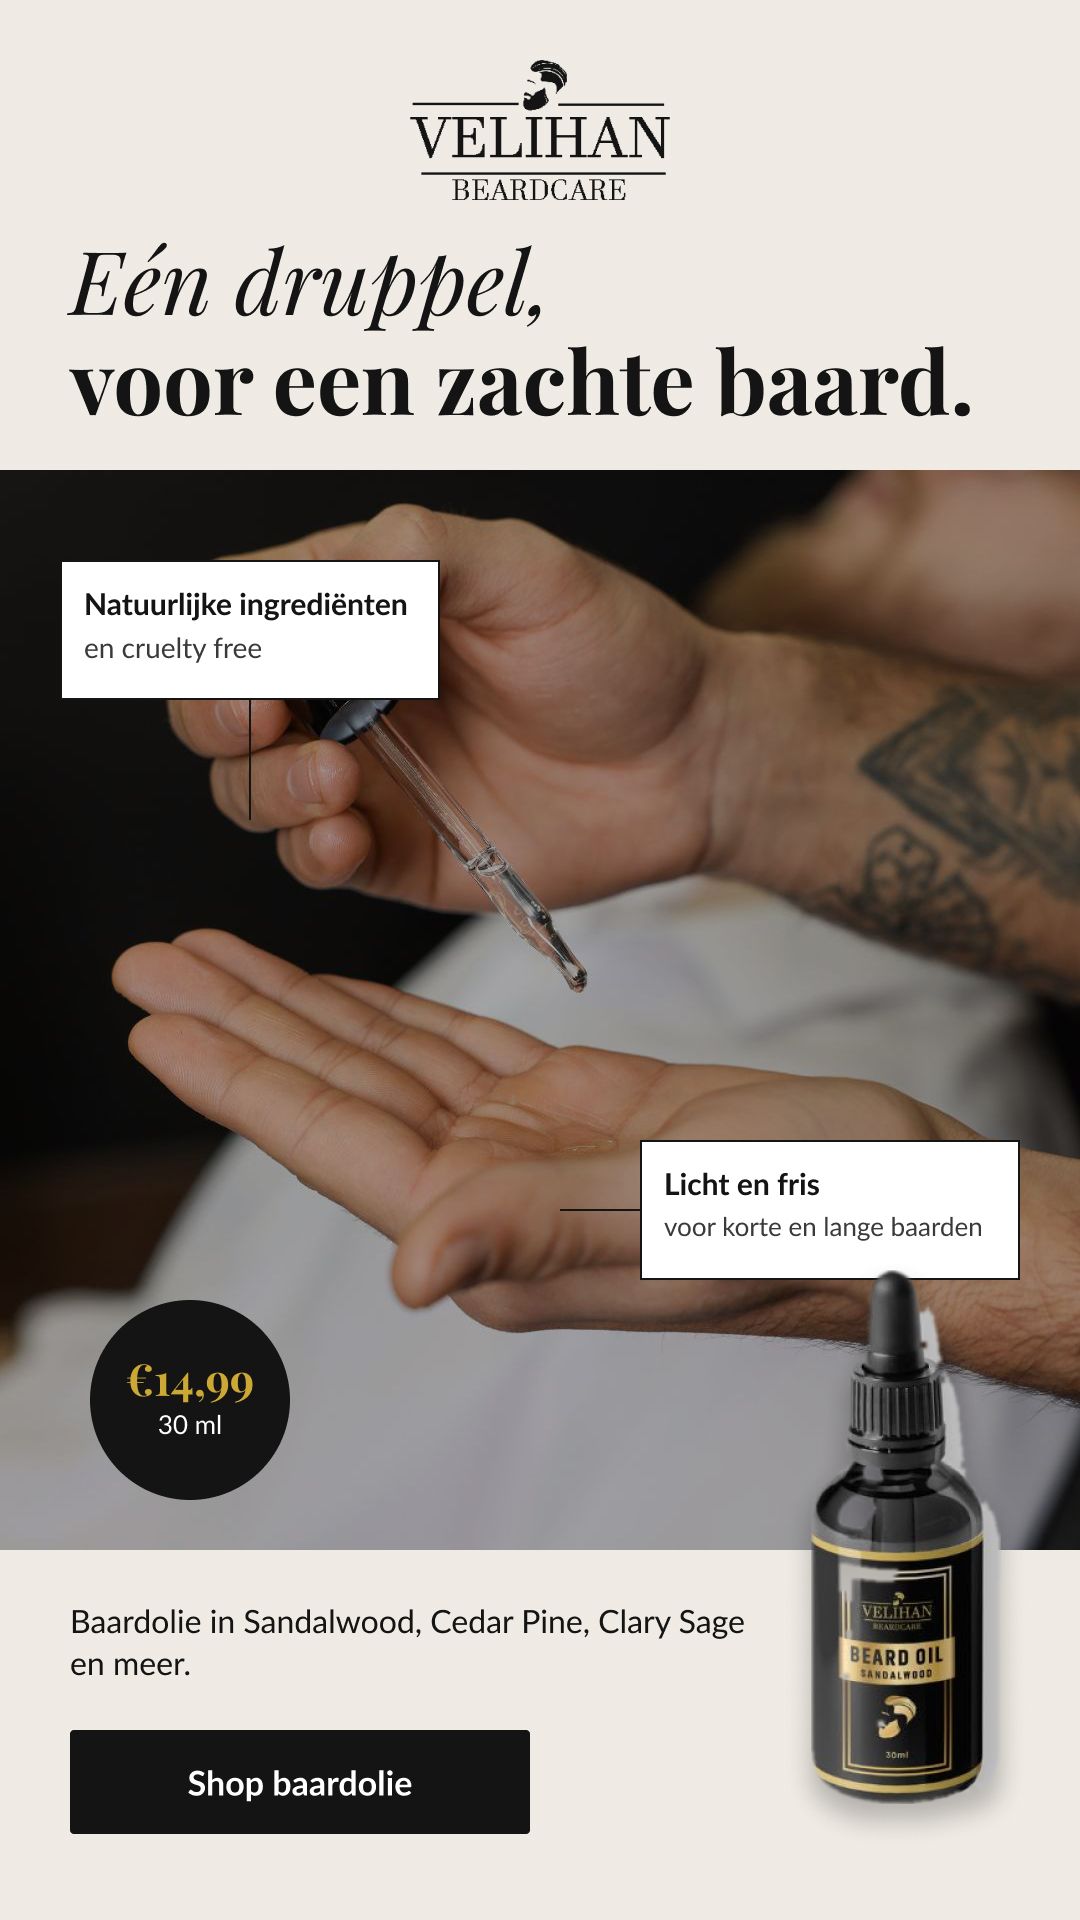 VELIHAN
BEARDCARE
Eén druppel,
voor een zachte baard.
Natuurlijke ingrediënten
en cruelty free
Licht en fris
voor korte en lange baarden
€14,99
30 ml
Baardolie in Sandalwood, Cedar Pine, Clary Sage
en meer.
Shop baardolie
VELIHAN
BEARDCARE
BEARD OIL
SANDALWOOD
30ml